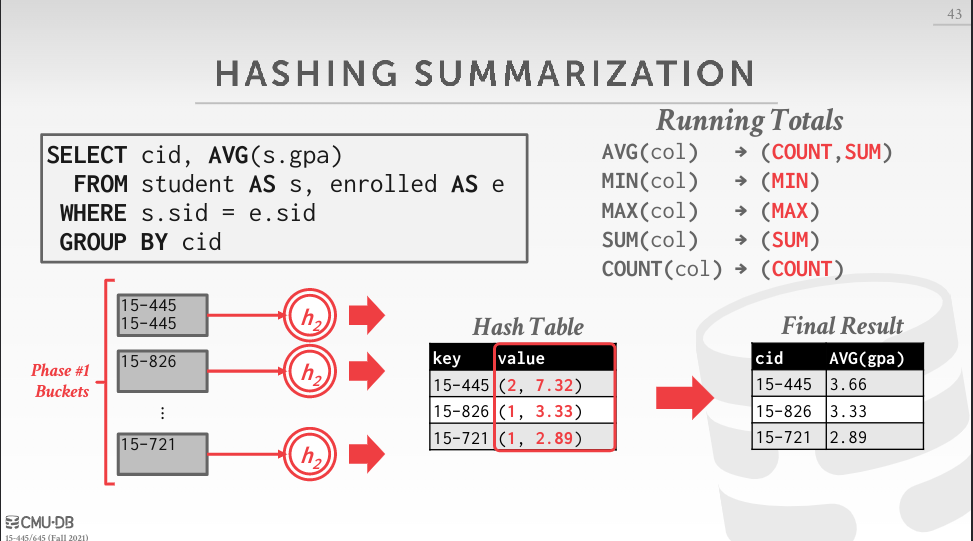 43
HASHING SUMMARIZATION
SELECT cid, AVG(s.gpa)
FROM student AS s, enrolled AS e
WHERE s.sid = e.sid
GROUP BY cid
Running Totals
AVG(col) → (COUNT,SUM)
MIN(col) → (MIN)
MAX(col) → (MAX)
SUM(col) → (SUM)
COUNT(col) → (COUNT)
Phase #1
Buckets
15-445
15-445
h2
15-826
h2
⋮
15-721
h2
Hash Table
key value
15-445 (2, 7.32)
15-826 (1, 3.33)
15-721 (1, 2.89)
Final Result
cid AVG(gpa)
15-445 3.66
15-826 3.33
15-721 2.89
CMU·DB
15-445/645 (Fall 2021)